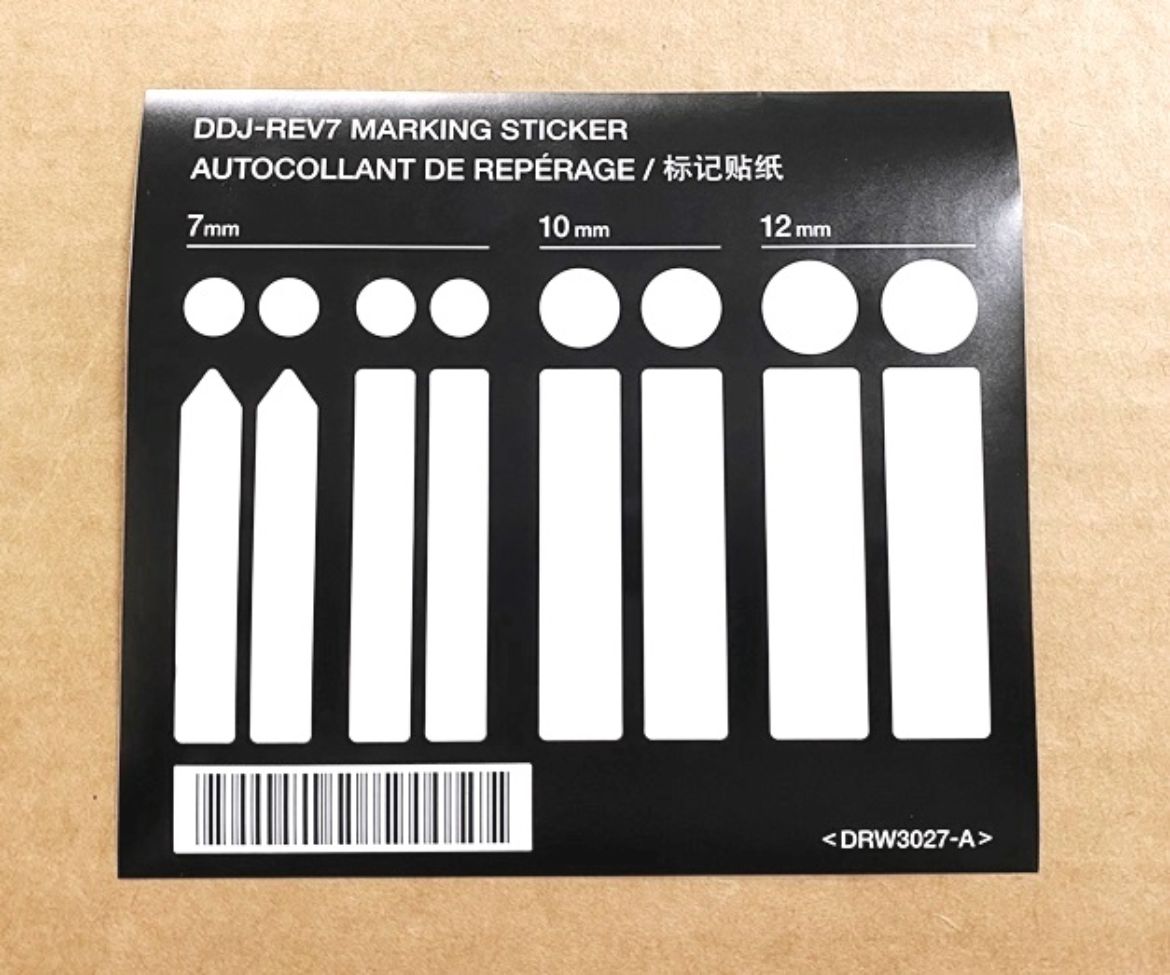 DDJ-REV7 MARKING STICKER
AUTOCOLLANT DE REPÉRAGE / 标记贴纸
7mm
10 mm
12 mm
<DRW3027-A>